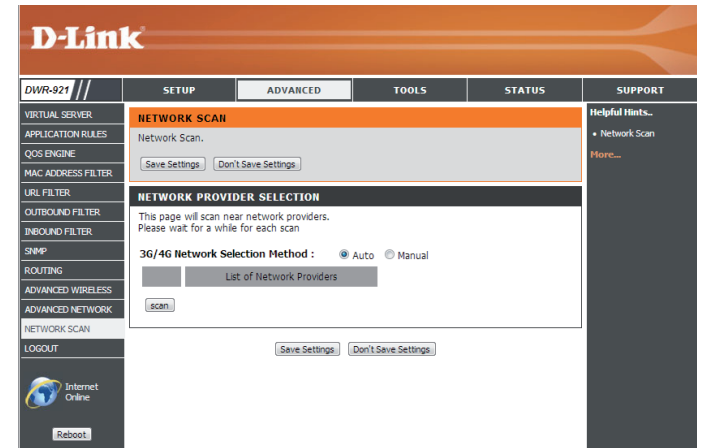 D-Link
DWR-921
SETUP
ADVANCED
TOOLS
STATUS
SUPPORT
VIRTUAL SERVER
APPLICATION RULES
QOS ENGINE
MAC ADDRESS FILTER
URL FILTER
OUTBOUND FILTER
INBOUND FILTER
SNMP
ROUTING
ADVANCED WIRELESS
ADVANCED NETWORK
NETWORK SCAN
LOGOUT
Internet
Online
Reboot
NETWORK SCAN
Network Scan.
Save Settings Don't Save Settings
NETWORK PROVIDER SELECTION
This page will scan near network providers.
Please wait for a while for each scan
3G/4G Network Selection Method : Auto Manual
List of Network Providers
scan
Save Settings Don't Save Settings
Helpful Hints..
• Network Scan
More...